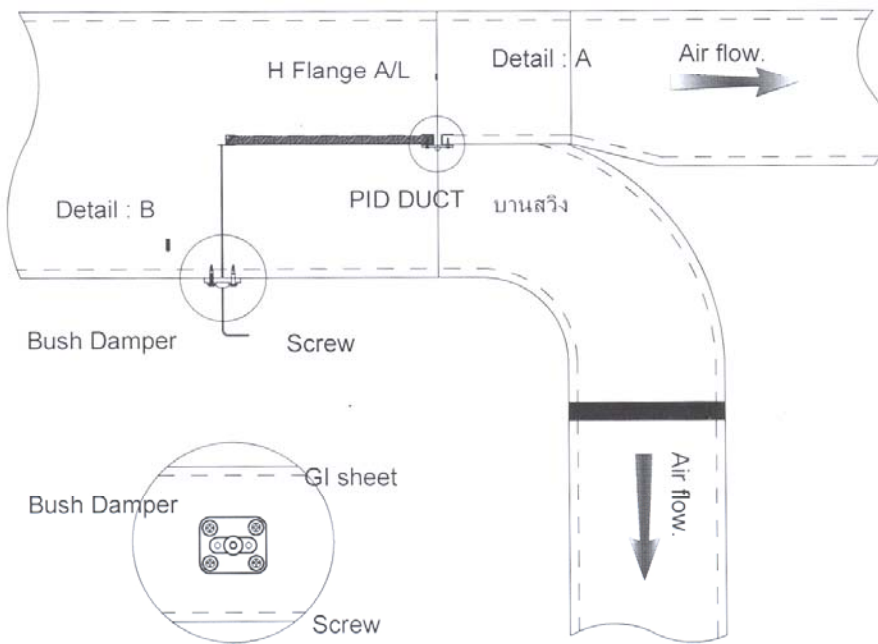 H Flange A/L
Detail : A
Air flow.
Detail : B
PID DUCT
บานสวิง
Bush Damper
Screw
GI sheet
Bush Damper
Air flow.
Screw